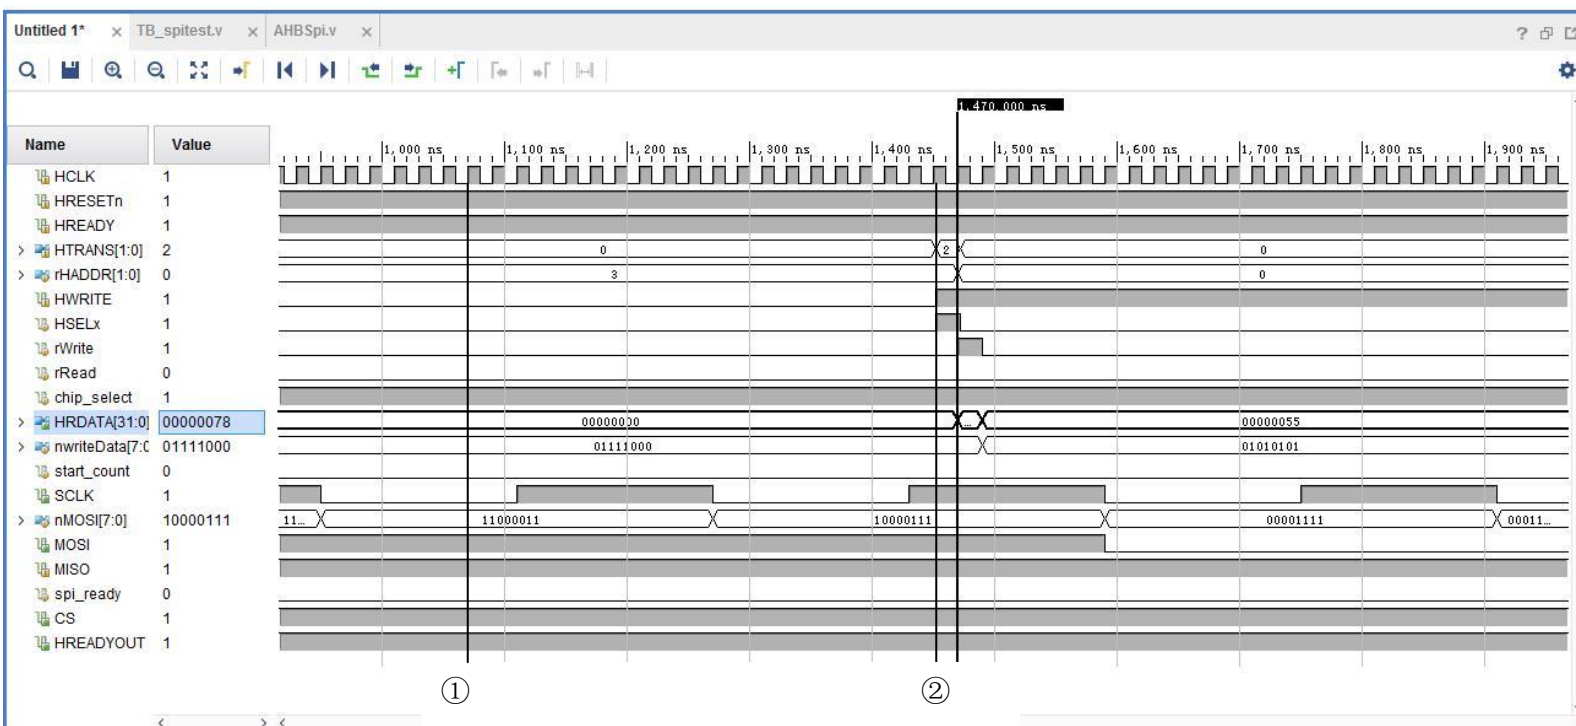 Untitled 1* × TB_spitest.v × AHBSpi.v ×
1,470.000 ns
Name Value
1,000 ns 1,100 ns 1,200 ns 1,300 ns 1,400 ns 1,500 ns 1,600 ns 1,700 ns 1,800 ns 1,900 ns
HCLK 1
HRESETn 1
HREADY 1
HTRANS[1:0] 2 0 2 0
rHADDR[1:0] 0 3 0
HWRITE 1
HSELx 1
rWrite 1
rRead 0
chip_select 1
HRDATA[31:0] 00000078 00000000 ... 00000055
nwriteData[7:0 01111000 01111000 01010101
start_count 0
SCLK 1
nMOSI[7:0] 10000111 11... 11000011 10000111 00001111 00011...
MOSI 1
MISO 1
spi_ready 0
CS 1
HREADYOUT 1
① ②